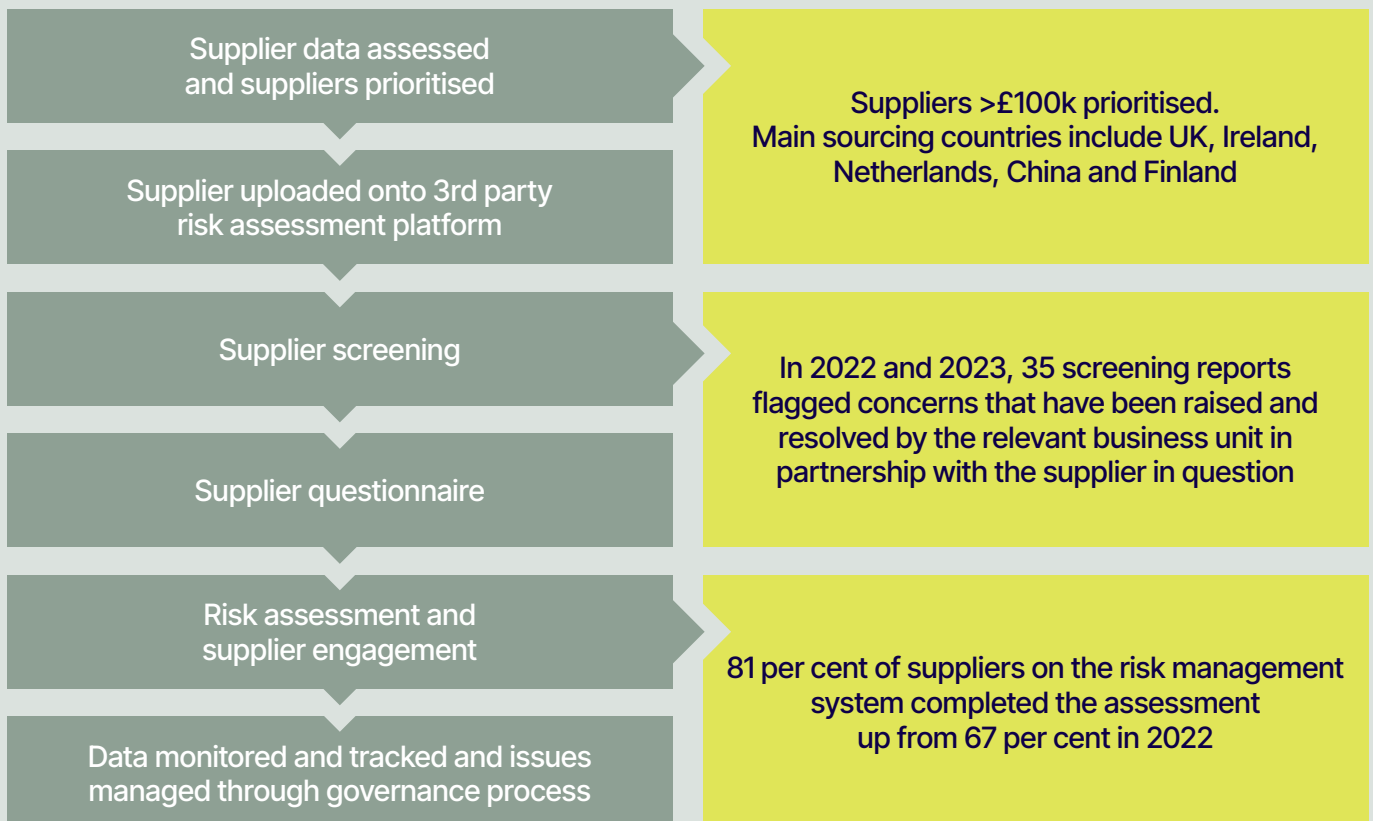 Supplier data assessed
and suppliers prioritised
Suppliers >£100k prioritised.
Main sourcing countries include UK, Ireland,
Netherlands, China and Finland
Supplier uploaded onto 3rd party
risk assessment platform
Supplier screening
In 2022 and 2023, 35 screening reports
flagged concerns that have been raised and
resolved by the relevant business unit in
partnership with the supplier in question
Supplier questionnaire
Risk assessment and
supplier engagement
81 per cent of suppliers on the risk management
system completed the assessment
up from 67 per cent in 2022
Data monitored and tracked and issues
managed through governance process